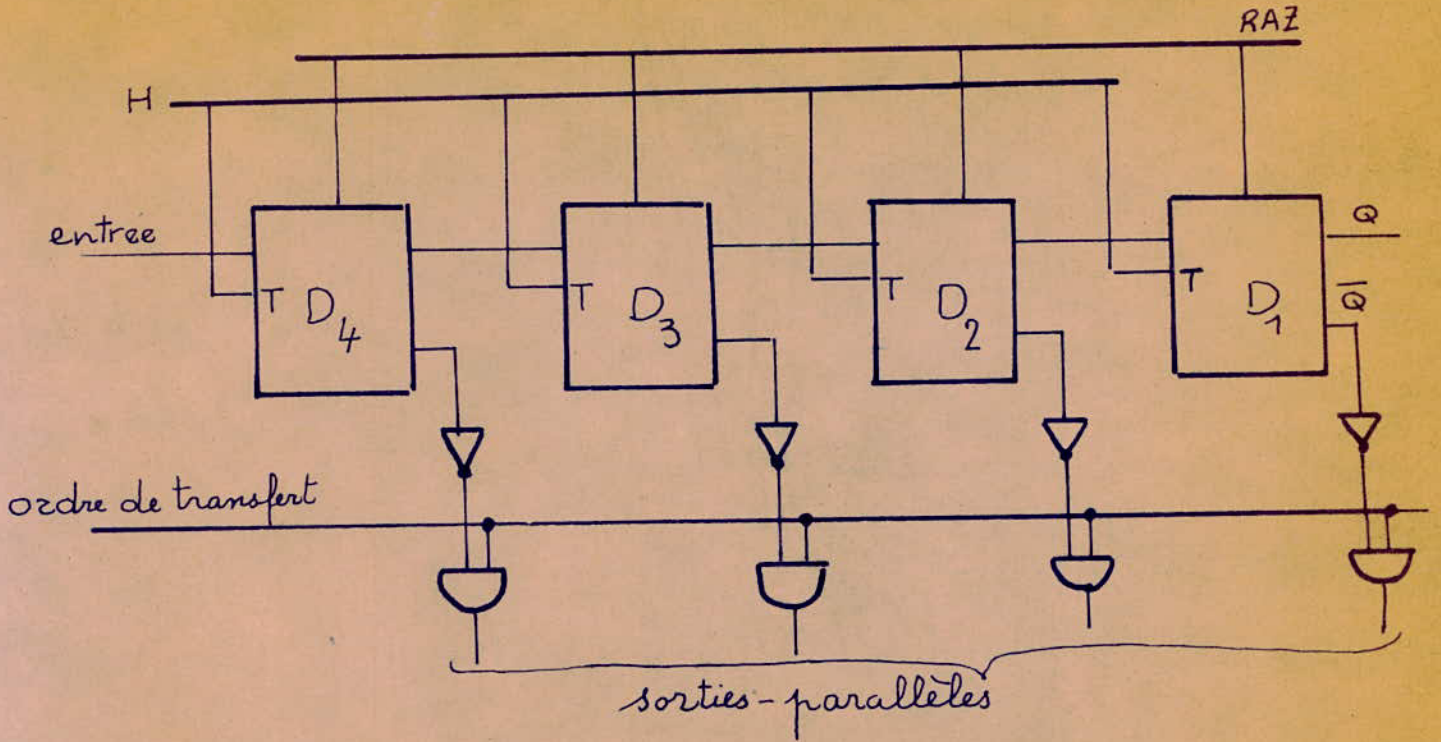 RAZ
H
entree
T D4
T D3
T D2
T D1
Q
Q̅
ordre de transfert
sorties-parallèles